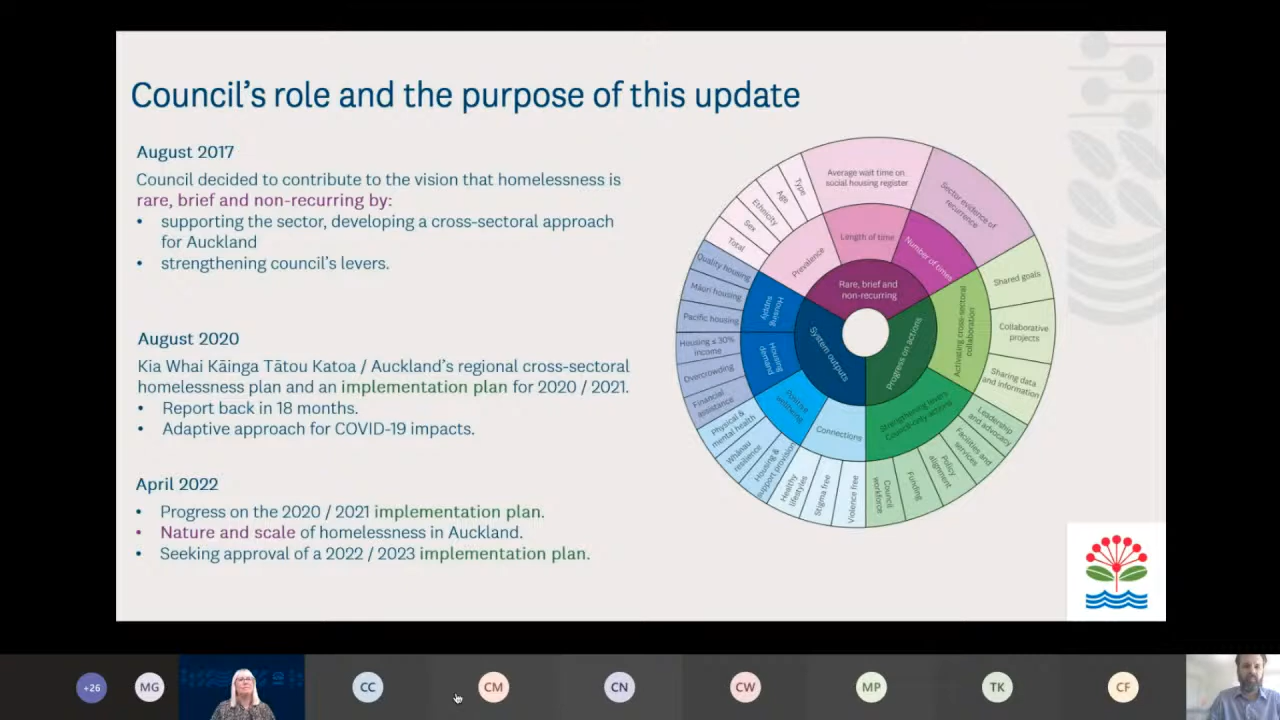 Council's role and the purpose of this update
August 2017
Council decided to contribute to the vision that homelessness is
rare, brief and non-recurring by:
• supporting the sector, developing a cross-sectoral approach
for Auckland
• strengthening council's levers.
August 2020
Kia Whai Kāinga Tātou Katoa / Auckland's regional cross-sectoral
homelessness plan and an implementation plan for 2020 / 2021.
• Report back in 18 months.
• Adaptive approach for COVID-19 impacts.
April 2022
• Progress on the 2020 / 2021 implementation plan.
• Nature and scale of homelessness in Auckland.
• Seeking approval of a 2022 / 2023 implementation plan.
Rare, brief and
non-recurring
Prevalence
Length of time
Number of times
Total
Sex
Ethnicity
Age
Type
Average wait time on
social housing register
Sector evidence of
recurrence
Progress on actions
Activating cross-sectoral
collaboration
Shared goals
Collaborative
projects
Sharing data
and information
Strengthening levers
Council-only actions
Leadership
and advocacy
Facilities and
services
Policy
alignment
Funding
Council
workforce
System outputs
Connections
Violence free
Stigma free
Healthy
lifestyles
Positive
wellbeing
Housing &
support provision
Whānau
resilience
physical &
mental health
Housing
demand
Financial
assistance
Overcrowding
Housing ≤ 30%
income
Housing
supply
Pacific housing
Māori housing
Quality housing
+26
MG
CC
CM
CN
CW
MP
TK
CF